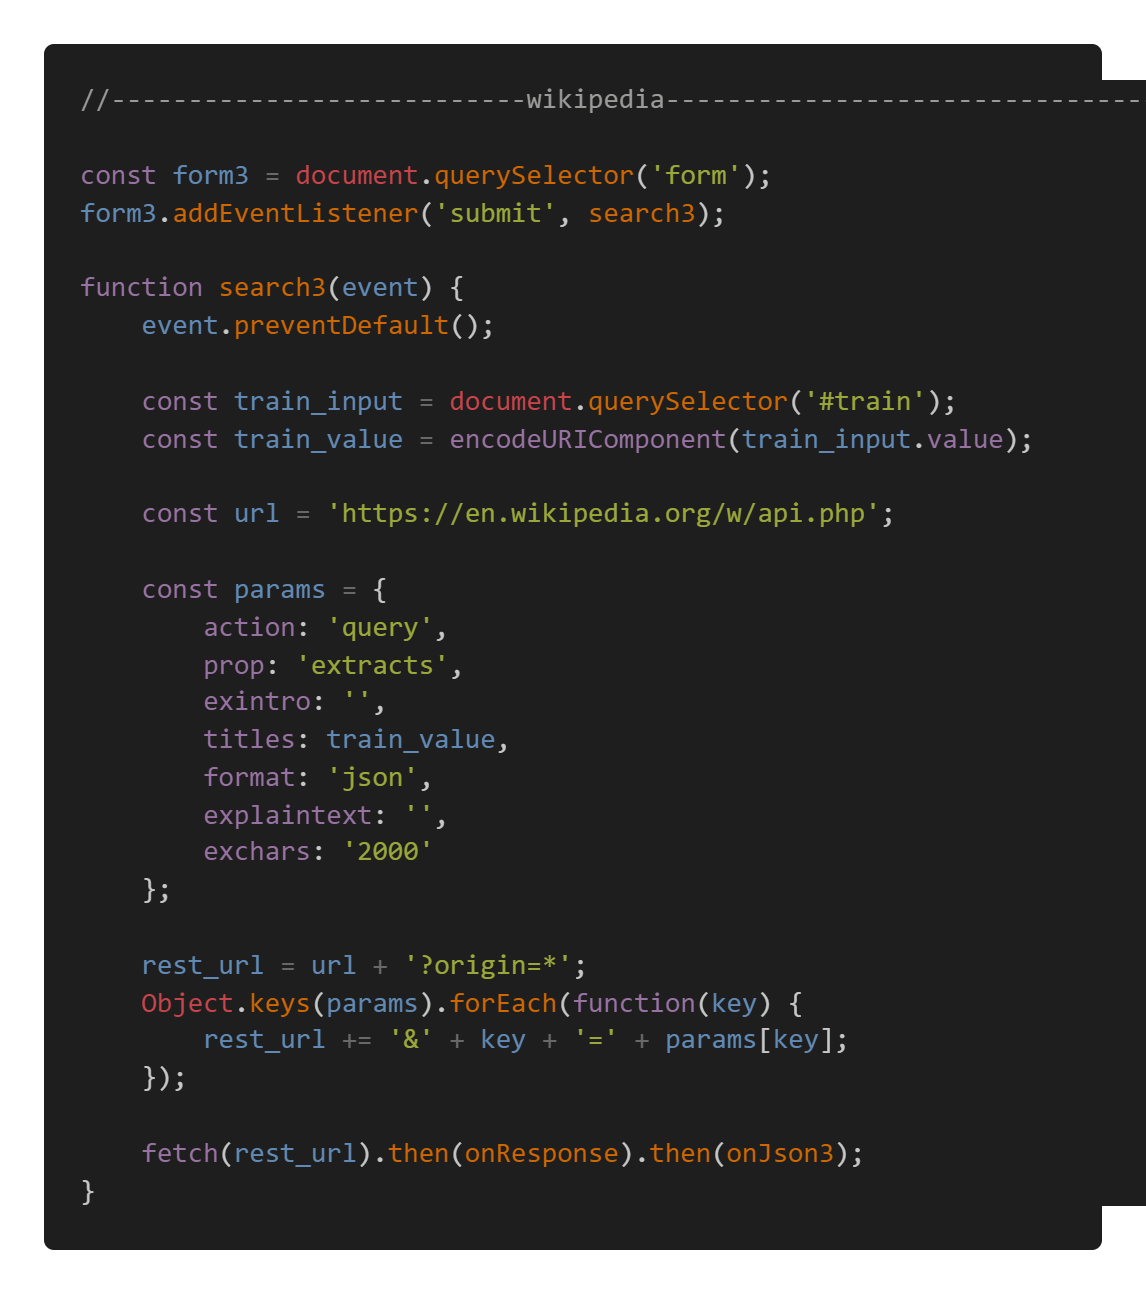 //---------------------------wikipedia-------------------------------
const form3 = document.querySelector('form');
form3.addEventListener('submit', search3);
function search3(event) {
    event.preventDefault();
    const train_input = document.querySelector('#train');
    const train_value = encodeURIComponent(train_input.value);
    const url = 'https://en.wikipedia.org/w/api.php';
    const params = {
        action: 'query',
        prop: 'extracts',
        exintro: '',
        titles: train_value,
        format: 'json',
        explaintext: '',
        exchars: '2000'
    };
    rest_url = url + '?origin=*';
    Object.keys(params).forEach(function(key) {
        rest_url += '&' + key + '=' + params[key];
    });
    fetch(rest_url).then(onResponse).then(onJson3);
}